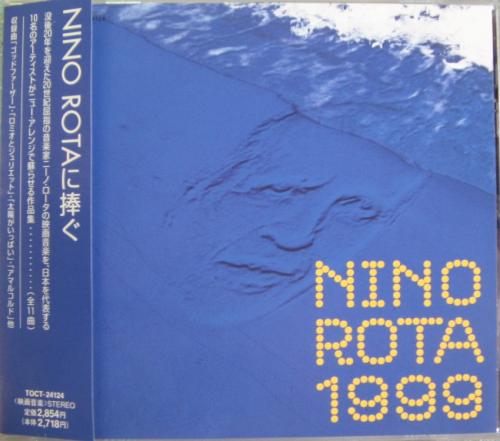 NINO ROTAに捧ぐ
没後20年を迎えた20世紀屈指の音楽家ニーノ・ロータの映画音楽を、日本を代表する
10名のアーティストがニュー・アレンジで蘇らせる作品集‥‥‥‥‥(全11曲)
収録曲「ゴッドファーザー」・「ロミオとジュリエット」・「太陽がいっぱい」・「アマルコルド」他
TOCT-24124
〈映画音楽〉STEREO
定価2,854円
(本体2,718円)
NINO
ROTA
1999